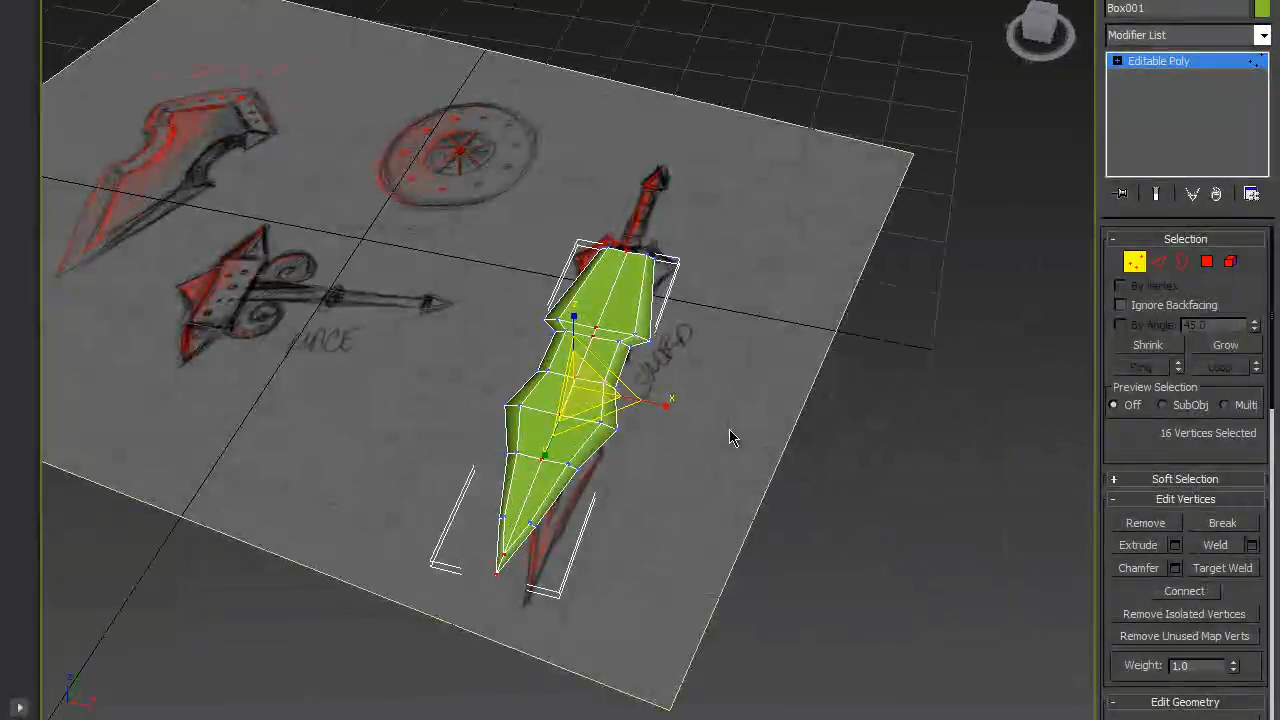 Box001
Modifier List
Editable Poly
Selection
By Vertex
Ignore Backfacing
By Angle: 45.0
Shrink Grow
Ring Loop
Preview Selection
Off SubObj Multi
16 Vertices Selected
Soft Selection
Edit Vertices
Remove Break
Extrude Weld
Chamfer Target Weld
Connect
Remove Isolated Vertices
Remove Unused Map Verts
Weight: 1.0
Edit Geometry
x
z
SWORD